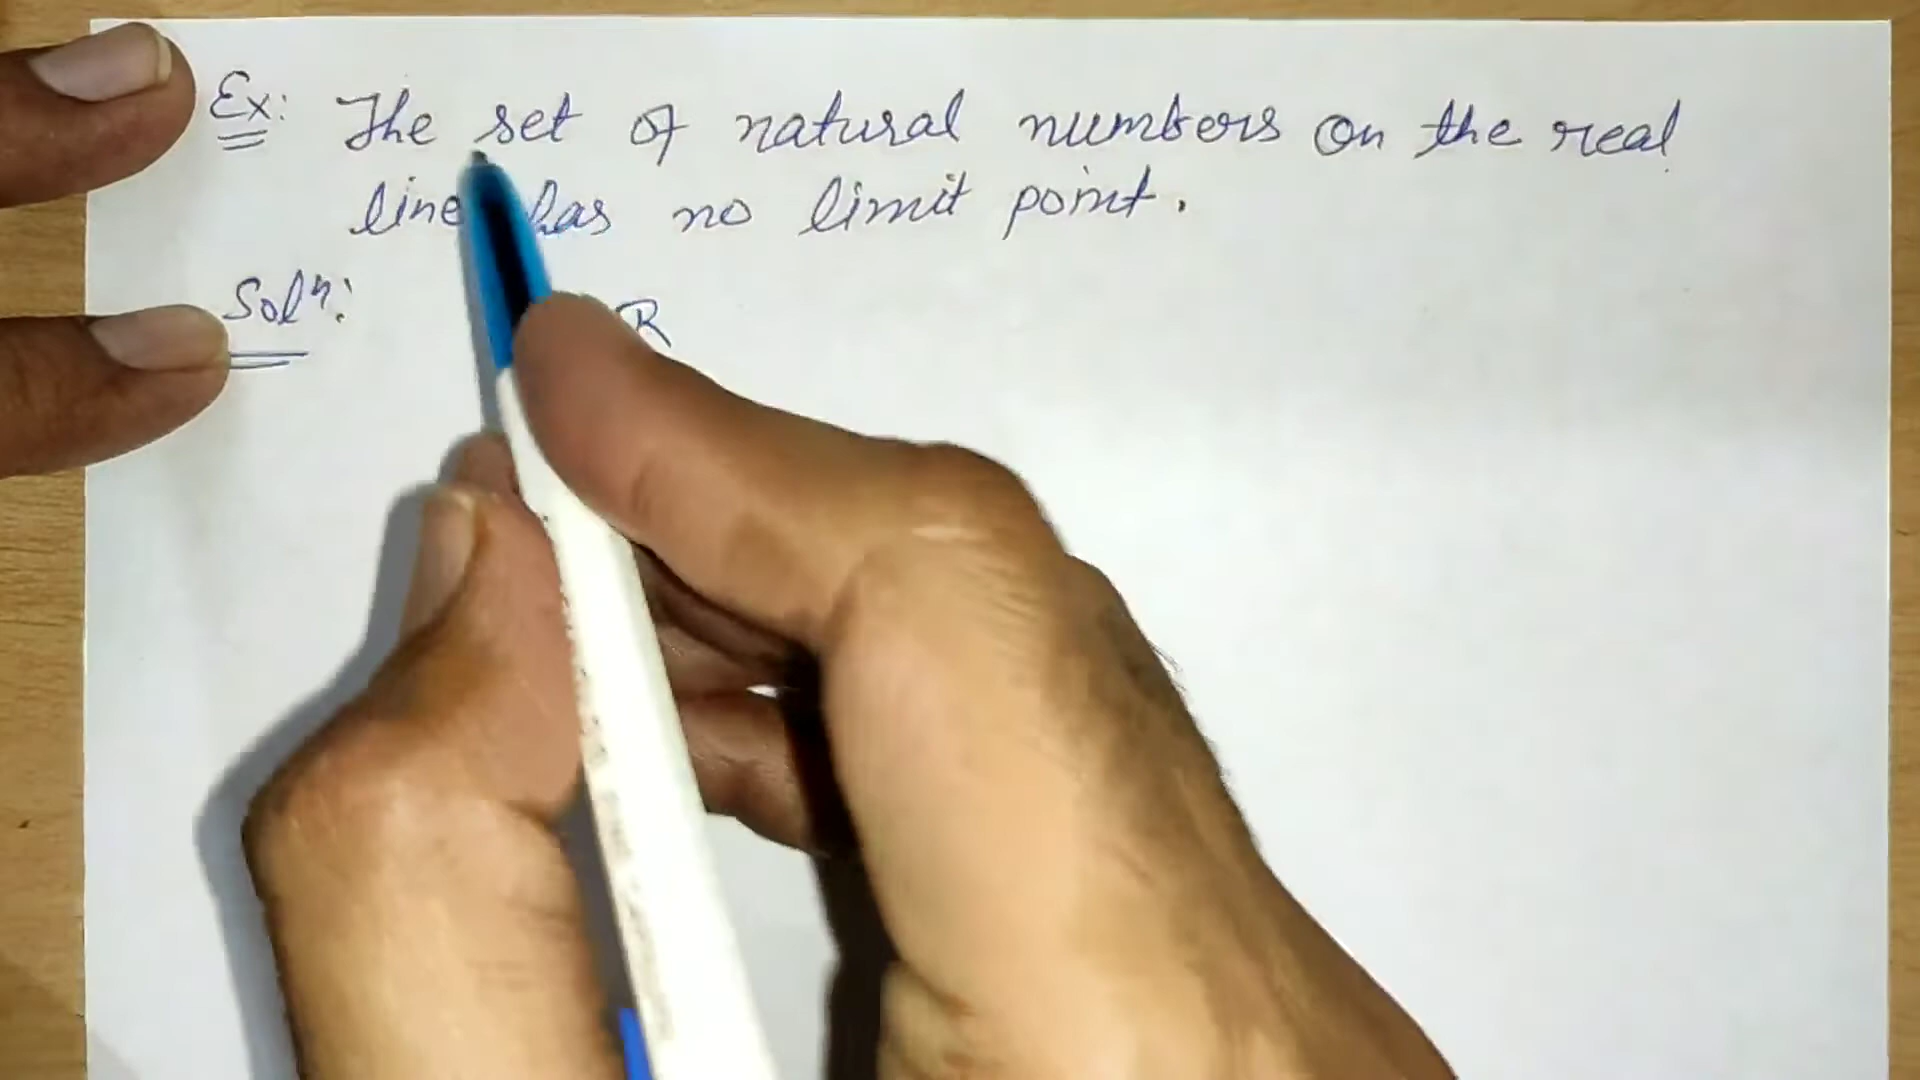 Ex: The set of natural numbers on the real
line has no limit point.
Solⁿ:
R